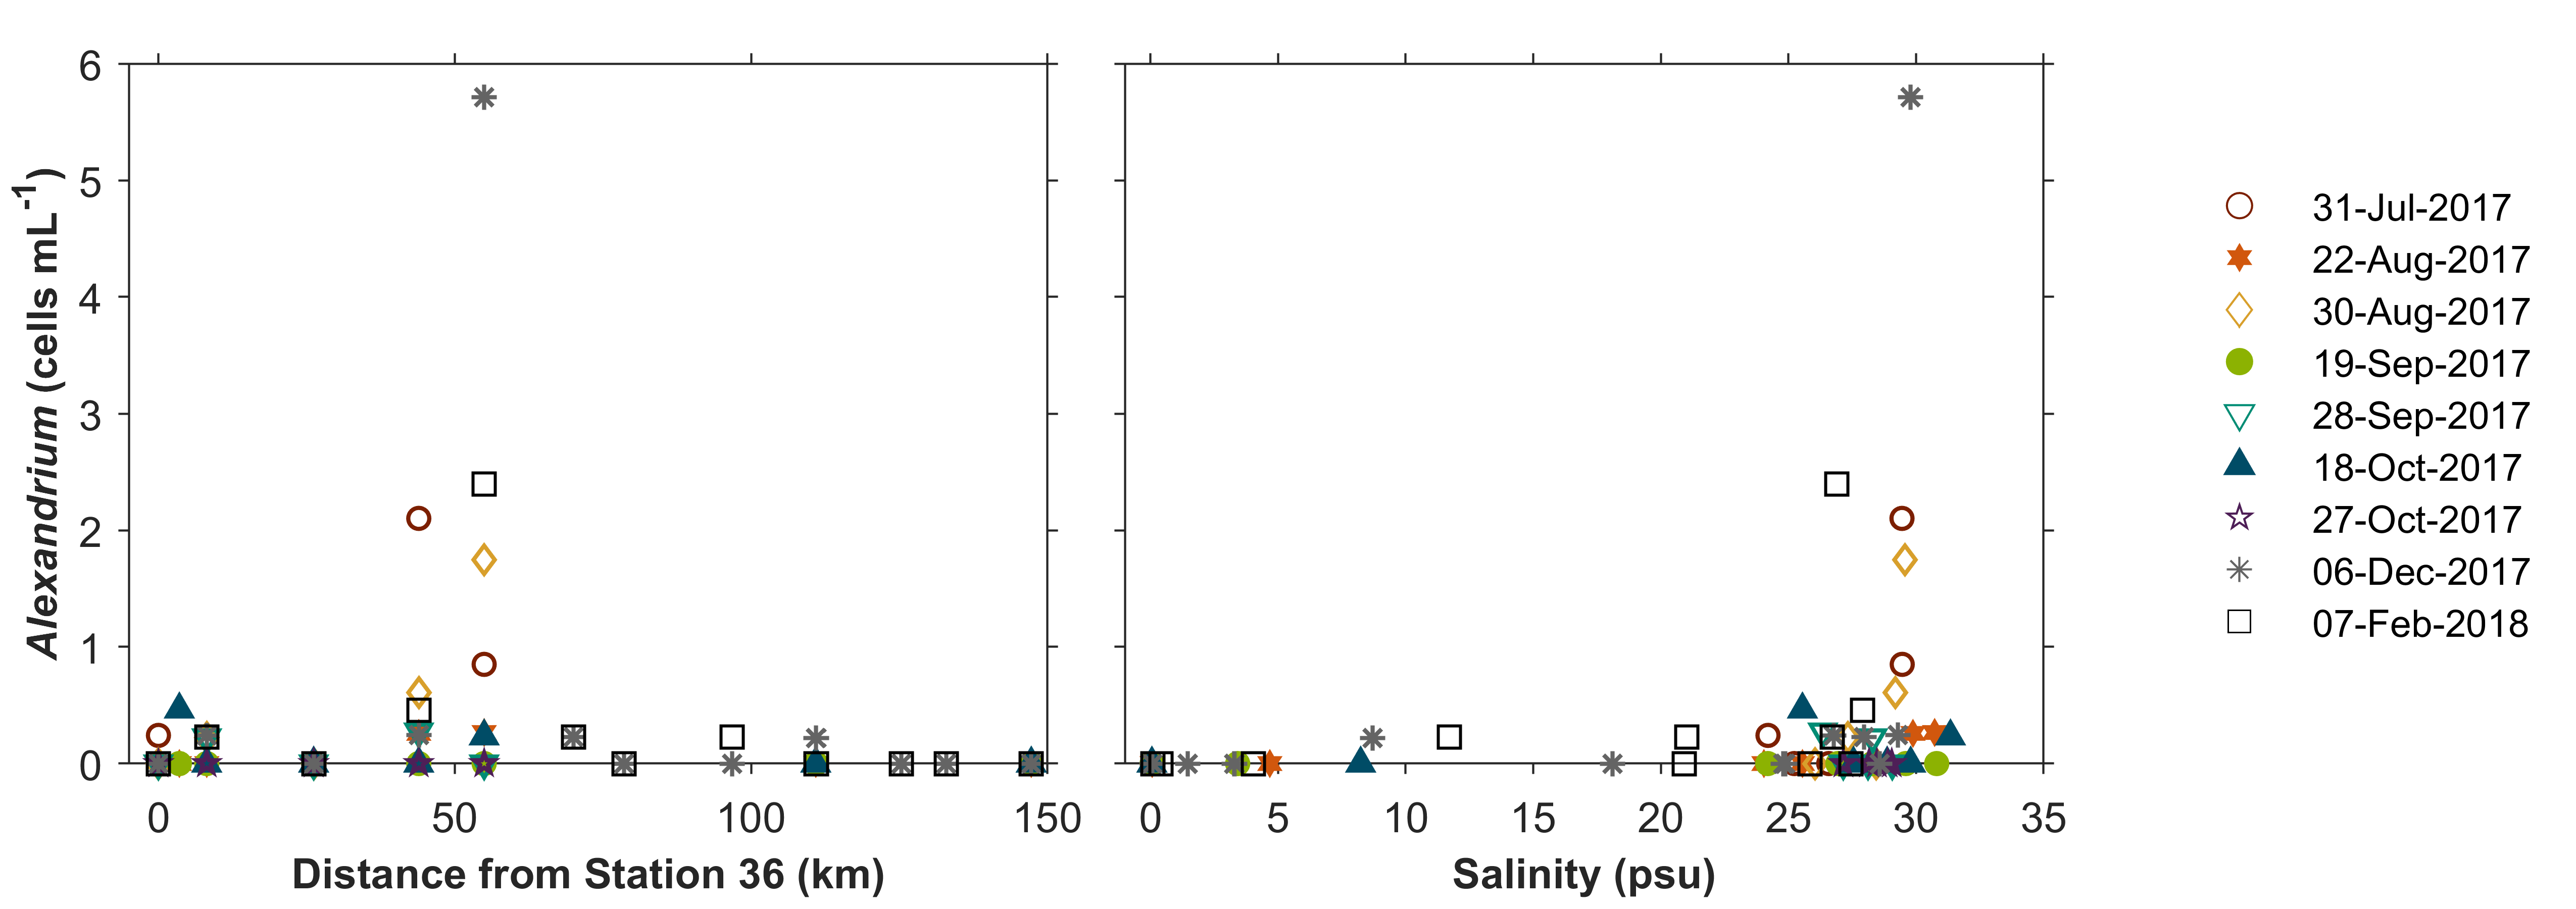 Alexandrium (cells mL-1)
6
5
4
3
2
1
0
0 50 100 150
Distance from Station 36 (km)
0 5 10 15 20 25 30 35
Salinity (psu)
31-Jul-2017
22-Aug-2017
30-Aug-2017
19-Sep-2017
28-Sep-2017
18-Oct-2017
27-Oct-2017
06-Dec-2017
07-Feb-2018